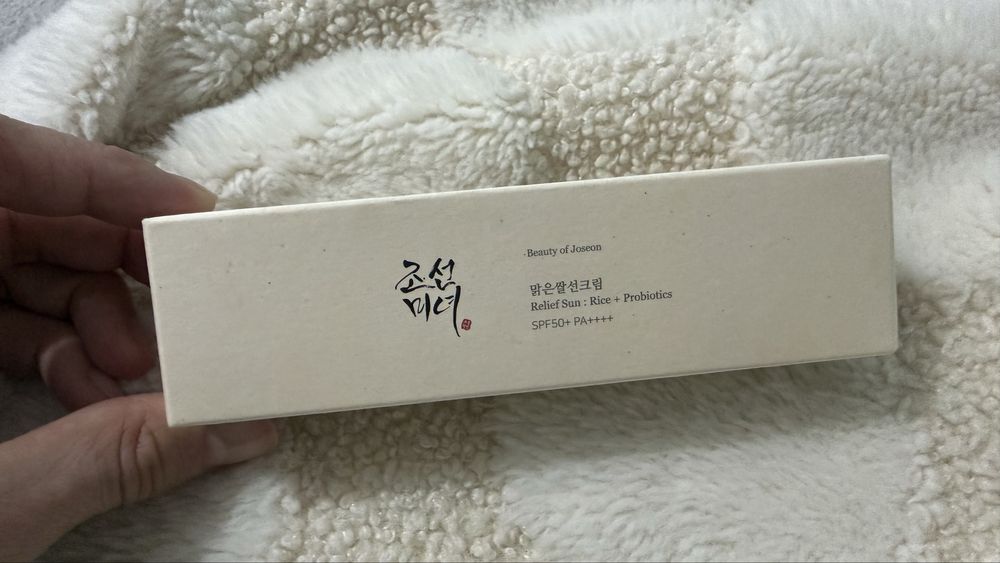 조선
미녀
Beauty of Joseon
맑은쌀선크림
Relief Sun : Rice + Probiotics
SPF50+ PA++++